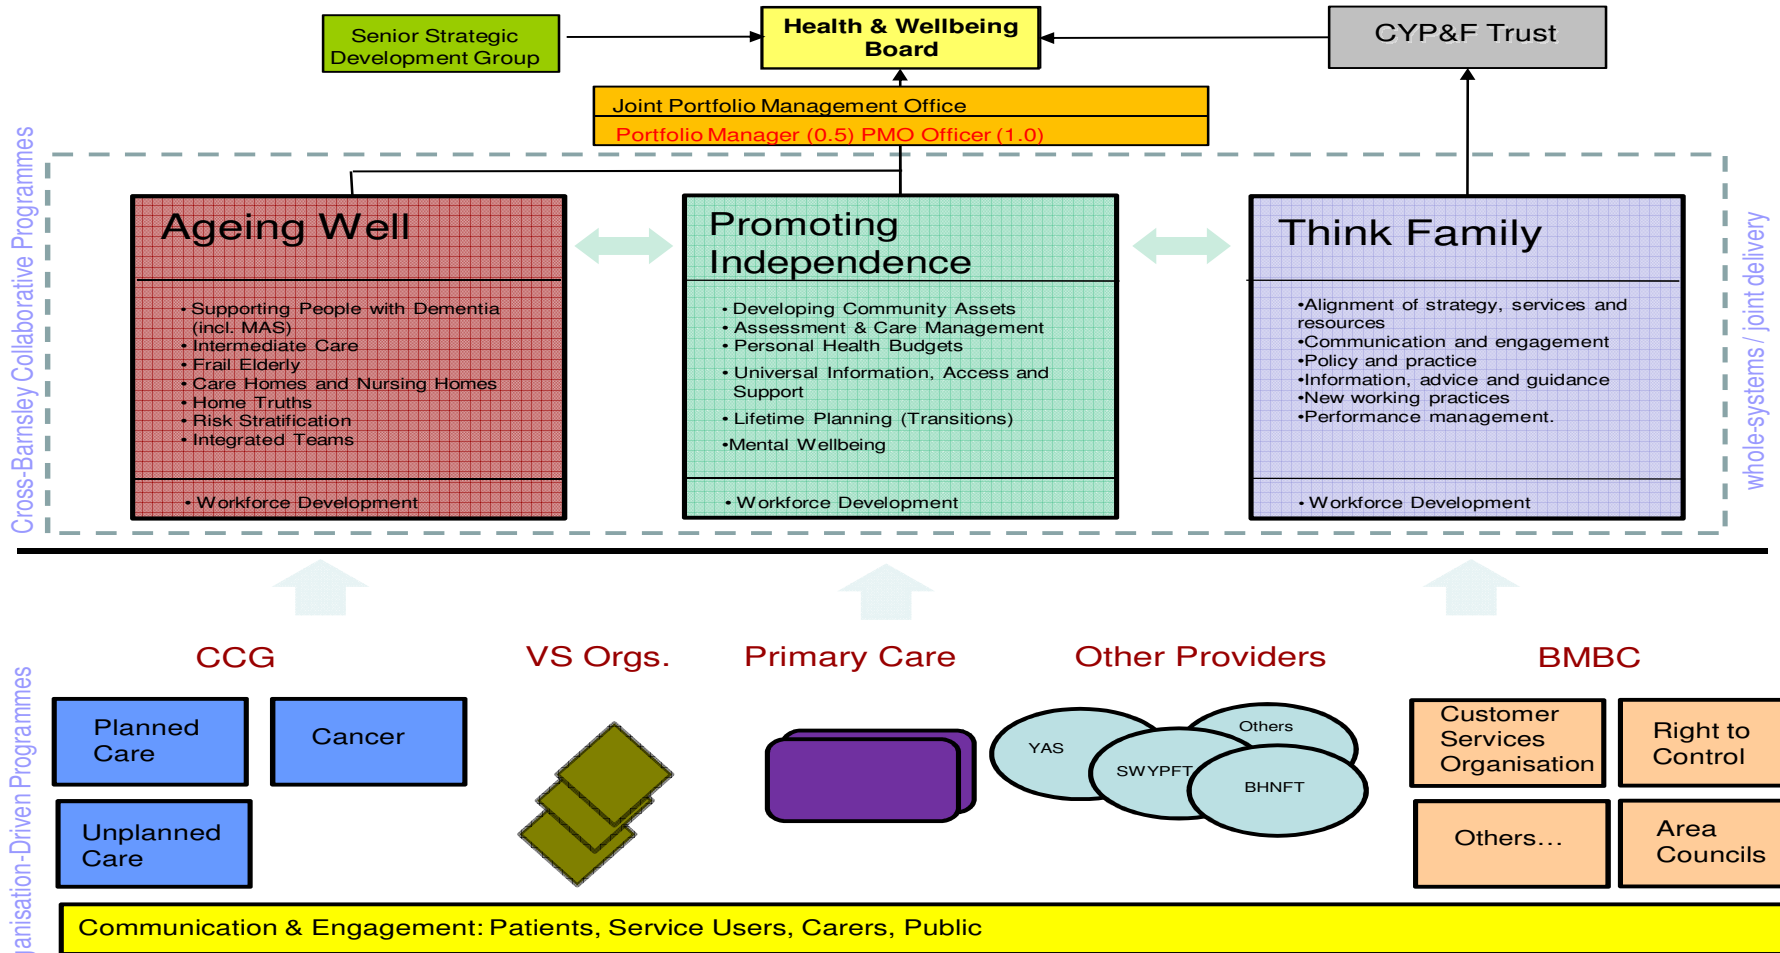 Senior Strategic
Development Group
Health & Wellbeing
Board
CYP&F Trust
Joint Portfolio Management Office
Portfolio Manager (0.5) PMO Officer (1.0)
Cross-Barnsley Collaborative Programmes
whole-systems / joint delivery
Ageing Well
• Supporting People with Dementia
(incl. MAS)
• Intermediate Care
• Frail Elderly
• Care Homes and Nursing Homes
• Home Truths
• Risk Stratification
• Integrated Teams
• Workforce Development
Promoting
Independence
• Developing Community Assets
• Assessment & Care Management
• Personal Health Budgets
• Universal Information, Access and
Support
• Lifetime Planning (Transitions)
•Mental Wellbeing
• Workforce Development
Think Family
•Alignment of strategy, services and
resources
•Communication and engagement
•Policy and practice
•Information, advice and guidance
•New working practices
•Performance management.
• Workforce Development
ganisation-Driven Programmes
CCG
Planned
Care
Cancer
Unplanned
Care
VS Orgs.
Primary Care
Other Providers
YAS
Others
SWYPFT
BHNFT
BMBC
Customer
Services
Organisation
Right to
Control
Others...
Area
Councils
Communication & Engagement: Patients, Service Users, Carers, Public